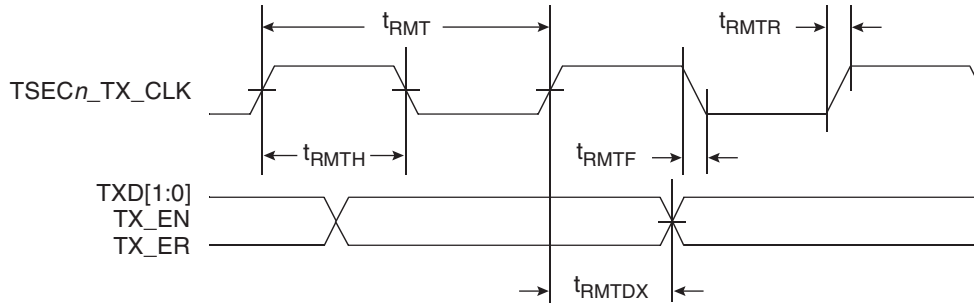 tRMT
tRMTR
TSECn_TX_CLK
tRMTH
tRMTF
TXD[1:0]
TX_EN
TX_ER
tRMTDX